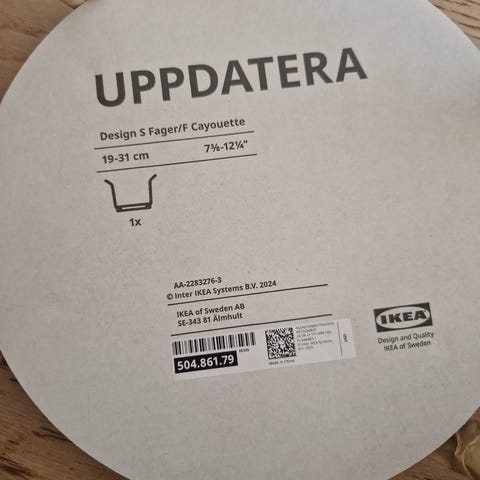 UPPDATERA
Design S Fager/F Cayouette
19-31 cm 7⅜-12¼"
1x
AA-2283276-3
© Inter IKEA Systems B.V. 2024
IKEA of Sweden AB
SE-343 81 Älmhult
504.861.79
Made in China
IKEA
Design and Quality
IKEA of Sweden